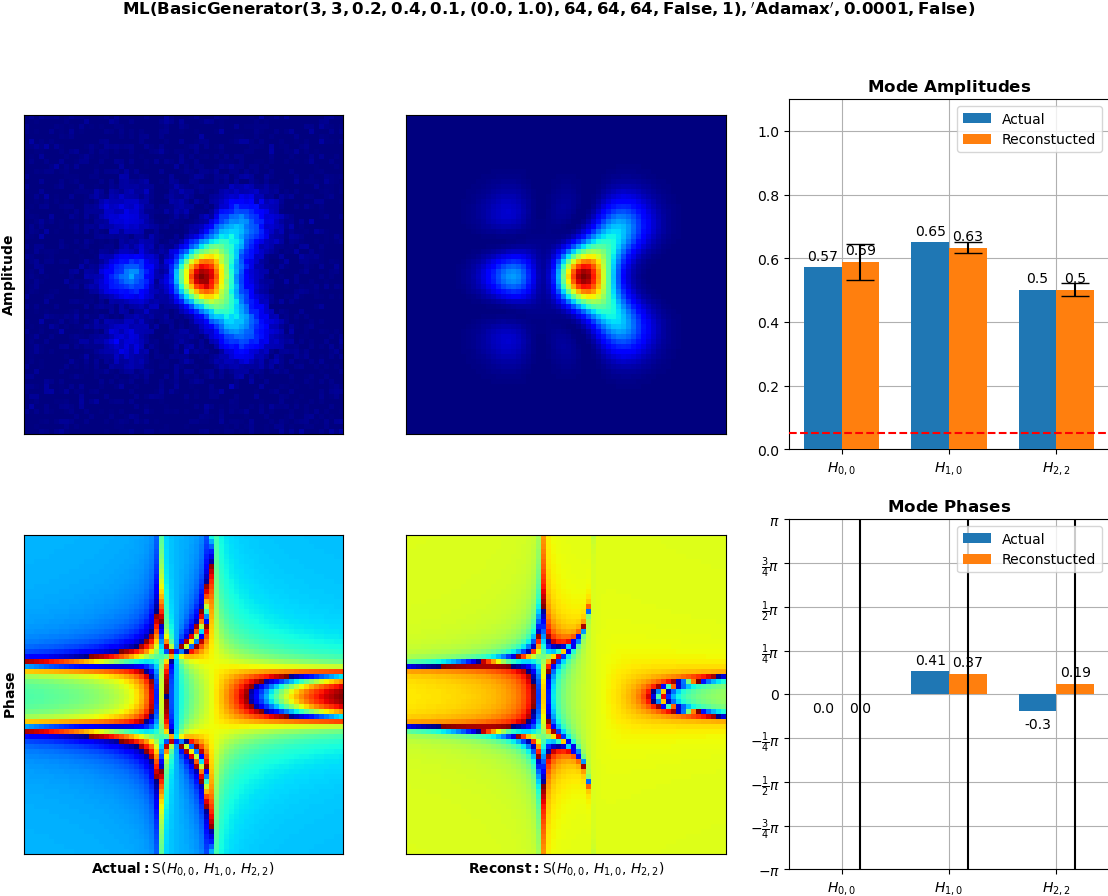 ML(BasicGenerator(3, 3, 0.2, 0.4, 0.1, (0.0, 1.0), 64, 64, 64, False, 1), 'Adamax', 0.0001, False)
Mode Amplitudes
Amplitude
Actual
Reconstucted
1.0
0.8
0.6
0.4
0.2
0.0
0.57
0.59
0.65
0.63
0.5
0.5
H0,0
H1,0
H2,2
Mode Phases
Phase
Actual
Reconstucted
π
3/4π
1/2π
1/4π
0
−1/4π
−1/2π
−3/4π
−π
0.0
0.0
0.41
0.37
-0.3
0.19
H0,0
H1,0
H2,2
Actual: S(H0,0, H1,0, H2,2)
Reconst: S(H0,0, H1,0, H2,2)